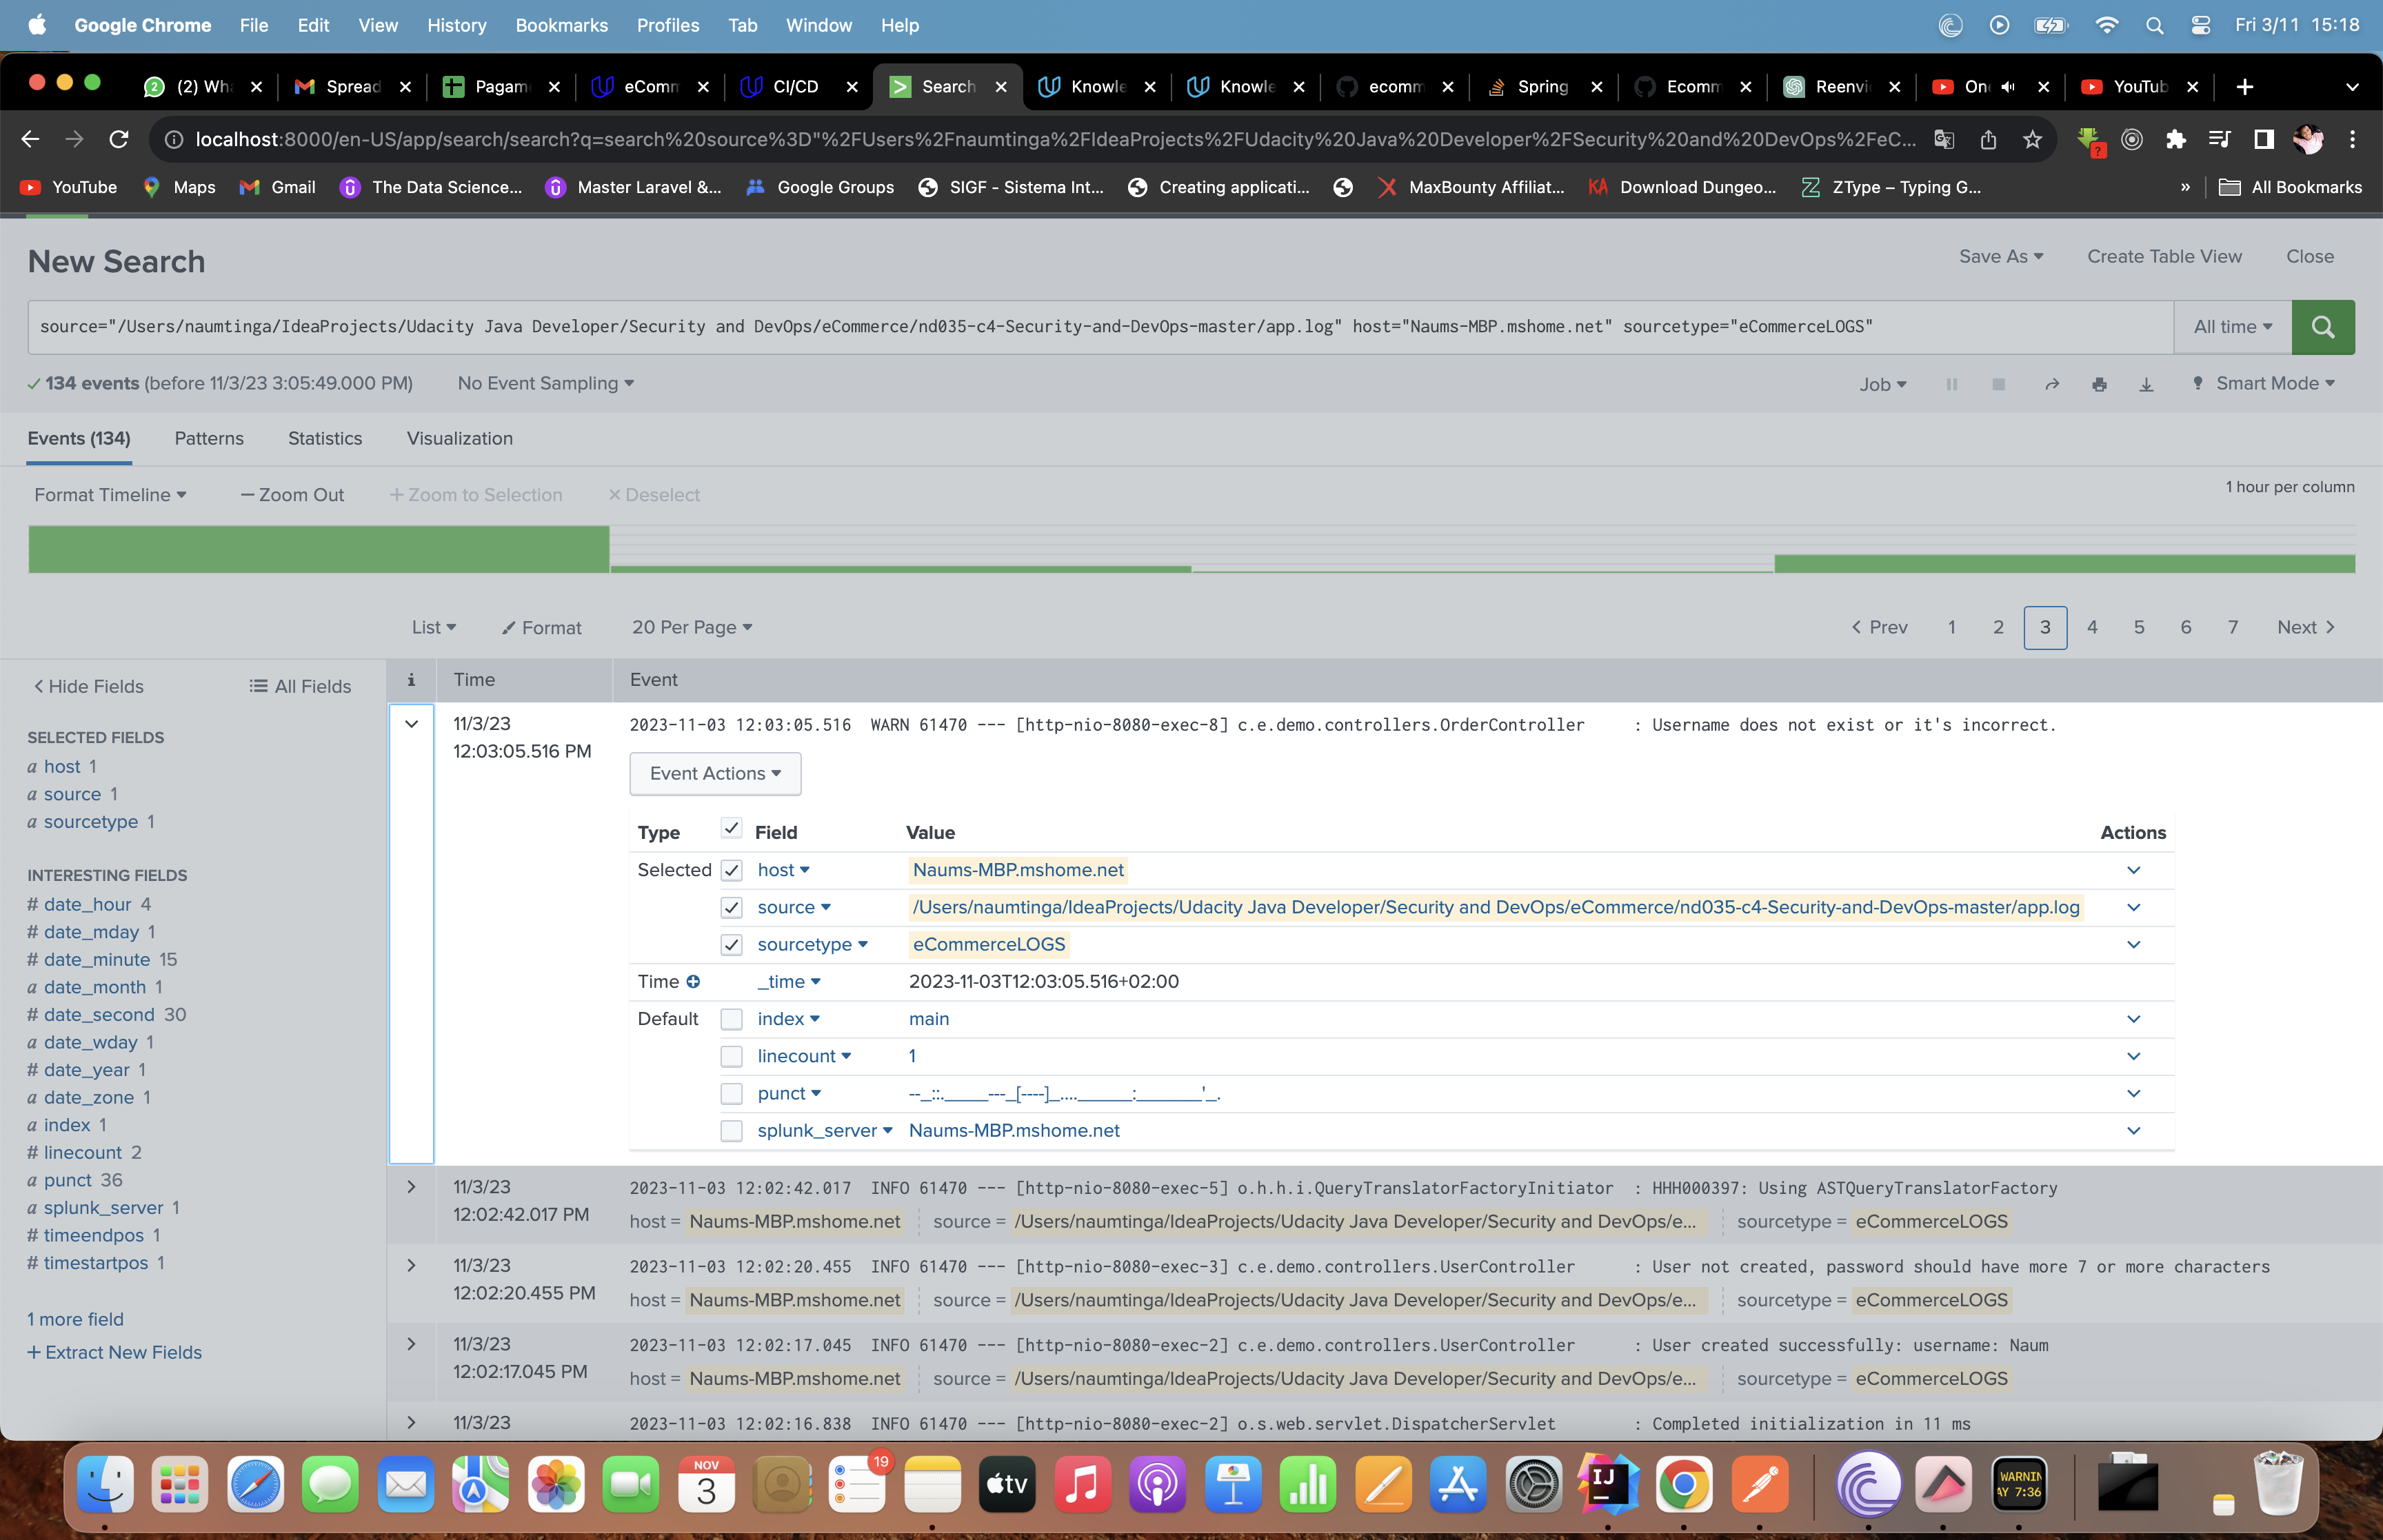 Google Chrome File Edit View History Bookmarks Profiles Tab Window Help Fri 3/11 15:18
2 (2) Wha Spread Pagam eComm CI/CD Search Knowle Knowle ecomm Spring Ecomm Reenvi On YouTub
localhost:8000/en-US/app/search/search?q=search%20source%3D"%2FUsers%2Fnaumtinga%2FIdeaProjects%2FUdacity%20Java%20Developer%2FSecurity%20and%20DevOps%2FeC... ?
YouTube Maps Gmail The Data Science... Master Laravel &... Google Groups SIGF - Sistema Int... Creating applicati... MaxBounty Affiliat... KA Download Dungeo... ZType – Typing G... » All Bookmarks
New Search Save As Create Table View Close
source="/Users/naumtinga/IdeaProjects/Udacity Java Developer/Security and DevOps/eCommerce/nd035-c4-Security-and-DevOps-master/app.log" host="Naums-MBP.mshome.net" sourcetype="eCommerceLOGS" All time
134 events (before 11/3/23 3:05:49.000 PM) No Event Sampling Job Smart Mode
Events (134) Patterns Statistics Visualization
Format Timeline — Zoom Out + Zoom to Selection × Deselect 1 hour per column
List Format 20 Per Page < Prev 1 2 3 4 5 6 7 Next >
< Hide Fields All Fields
i Time Event
SELECTED FIELDS
a host 1
a source 1
a sourcetype 1
INTERESTING FIELDS
# date_hour 4
# date_mday 1
# date_minute 15
a date_month 1
# date_second 30
a date_wday 1
# date_year 1
a date_zone 1
a index 1
# linecount 2
a punct 36
a splunk_server 1
# timeendpos 1
# timestartpos 1
1 more field
+ Extract New Fields
11/3/23
12:03:05.516 PM
2023-11-03 12:03:05.516 WARN 61470 --- [http-nio-8080-exec-8] c.e.demo.controllers.OrderController : Username does not exist or it's incorrect.
Event Actions
Type Field Value Actions
Selected host Naums-MBP.mshome.net
source /Users/naumtinga/IdeaProjects/Udacity Java Developer/Security and DevOps/eCommerce/nd035-c4-Security-and-DevOps-master/app.log
sourcetype eCommerceLOGS
Time _time 2023-11-03T12:03:05.516+02:00
Default index main
linecount 1
punct --_::._____---_[----]_...._______:________'_.
splunk_server Naums-MBP.mshome.net
11/3/23
12:02:42.017 PM
2023-11-03 12:02:42.017 INFO 61470 --- [http-nio-8080-exec-5] o.h.h.i.QueryTranslatorFactoryInitiator : HHH000397: Using ASTQueryTranslatorFactory
host = Naums-MBP.mshome.net source = /Users/naumtinga/IdeaProjects/Udacity Java Developer/Security and DevOps/e... sourcetype = eCommerceLOGS
11/3/23
12:02:20.455 PM
2023-11-03 12:02:20.455 INFO 61470 --- [http-nio-8080-exec-3] c.e.demo.controllers.UserController : User not created, password should have more 7 or more characters
host = Naums-MBP.mshome.net source = /Users/naumtinga/IdeaProjects/Udacity Java Developer/Security and DevOps/e... sourcetype = eCommerceLOGS
11/3/23
12:02:17.045 PM
2023-11-03 12:02:17.045 INFO 61470 --- [http-nio-8080-exec-2] c.e.demo.controllers.UserController : User created successfully: username: Naum
host = Naums-MBP.mshome.net source = /Users/naumtinga/IdeaProjects/Udacity Java Developer/Security and DevOps/e... sourcetype = eCommerceLOGS
11/3/23
2023-11-03 12:02:16.838 INFO 61470 --- [http-nio-8080-exec-2] o.s.web.servlet.DispatcherServlet : Completed initialization in 11 ms
NOV
3
19
tv
IJ
WARNIN
AY 7:36